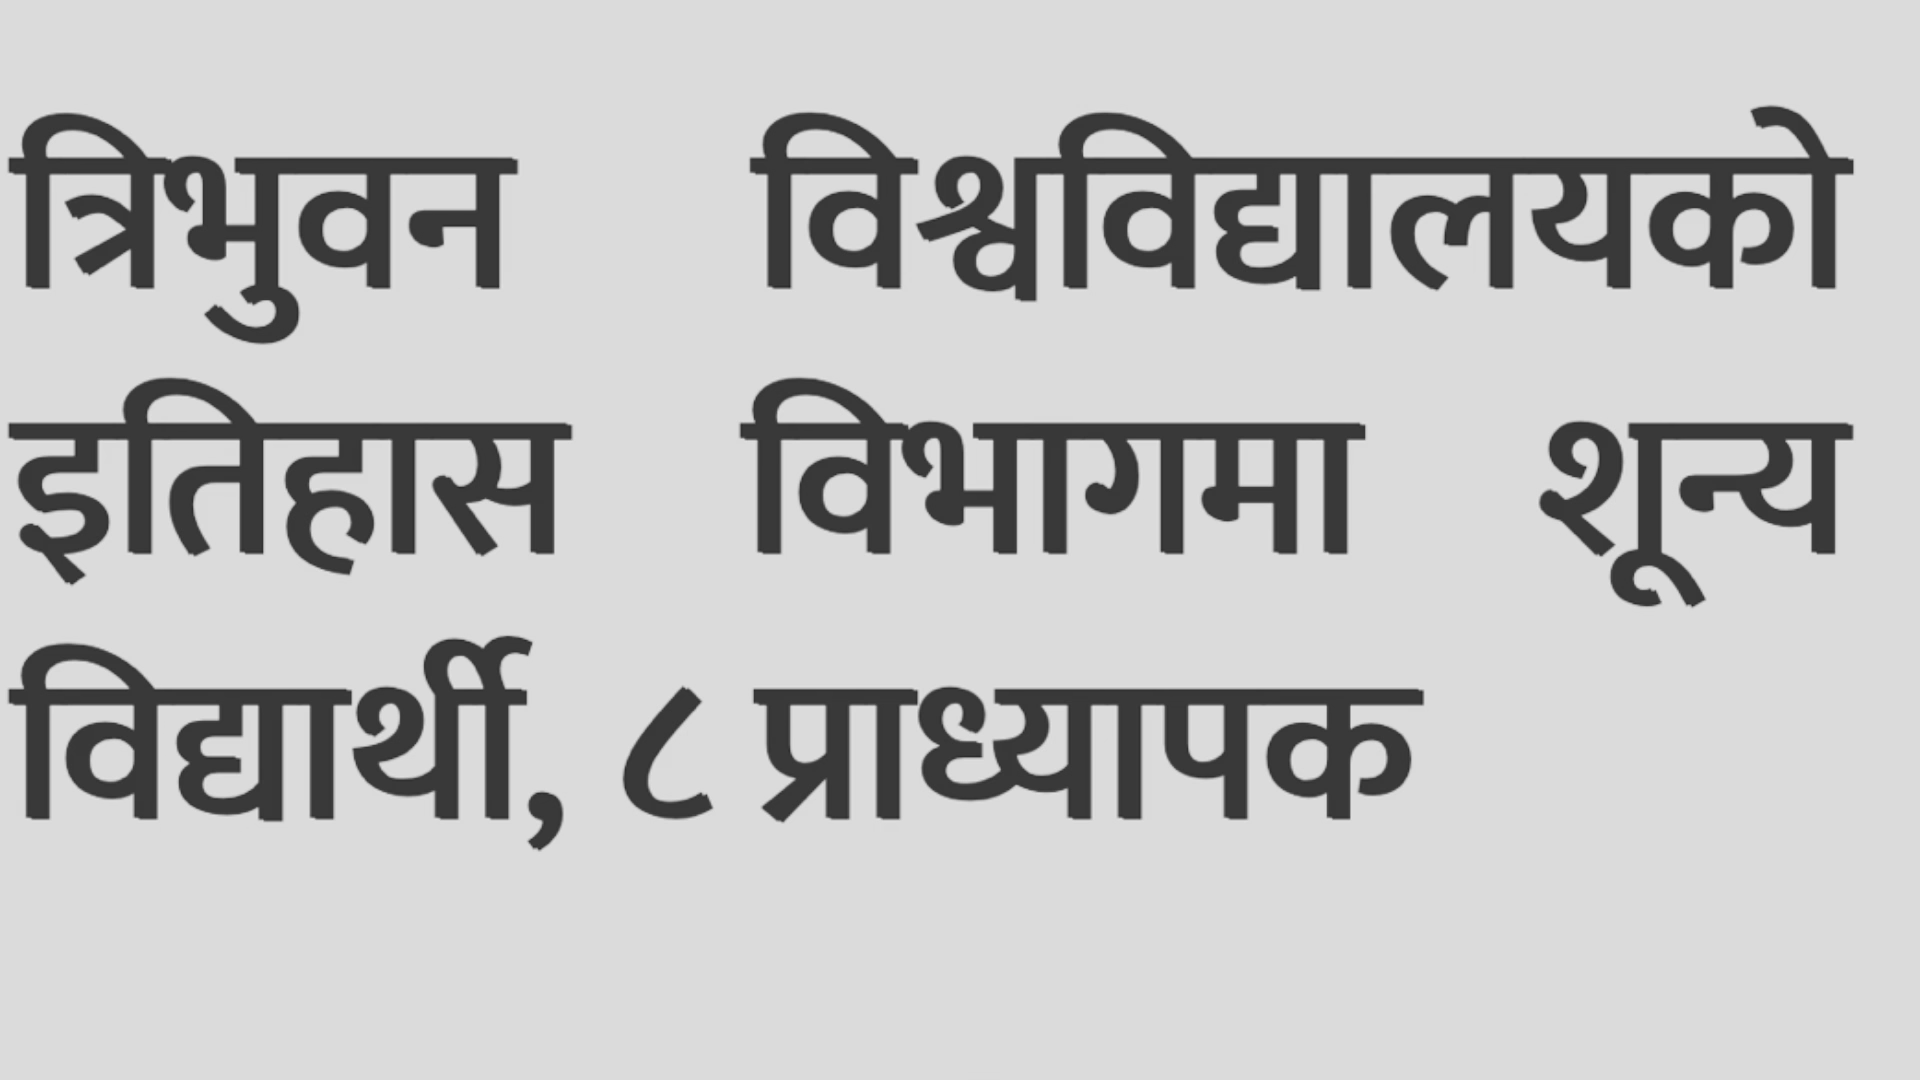 त्रिभुवन विश्वविद्यालयको
इतिहास विभागमा शून्य
विद्यार्थी, ८ प्राध्यापक